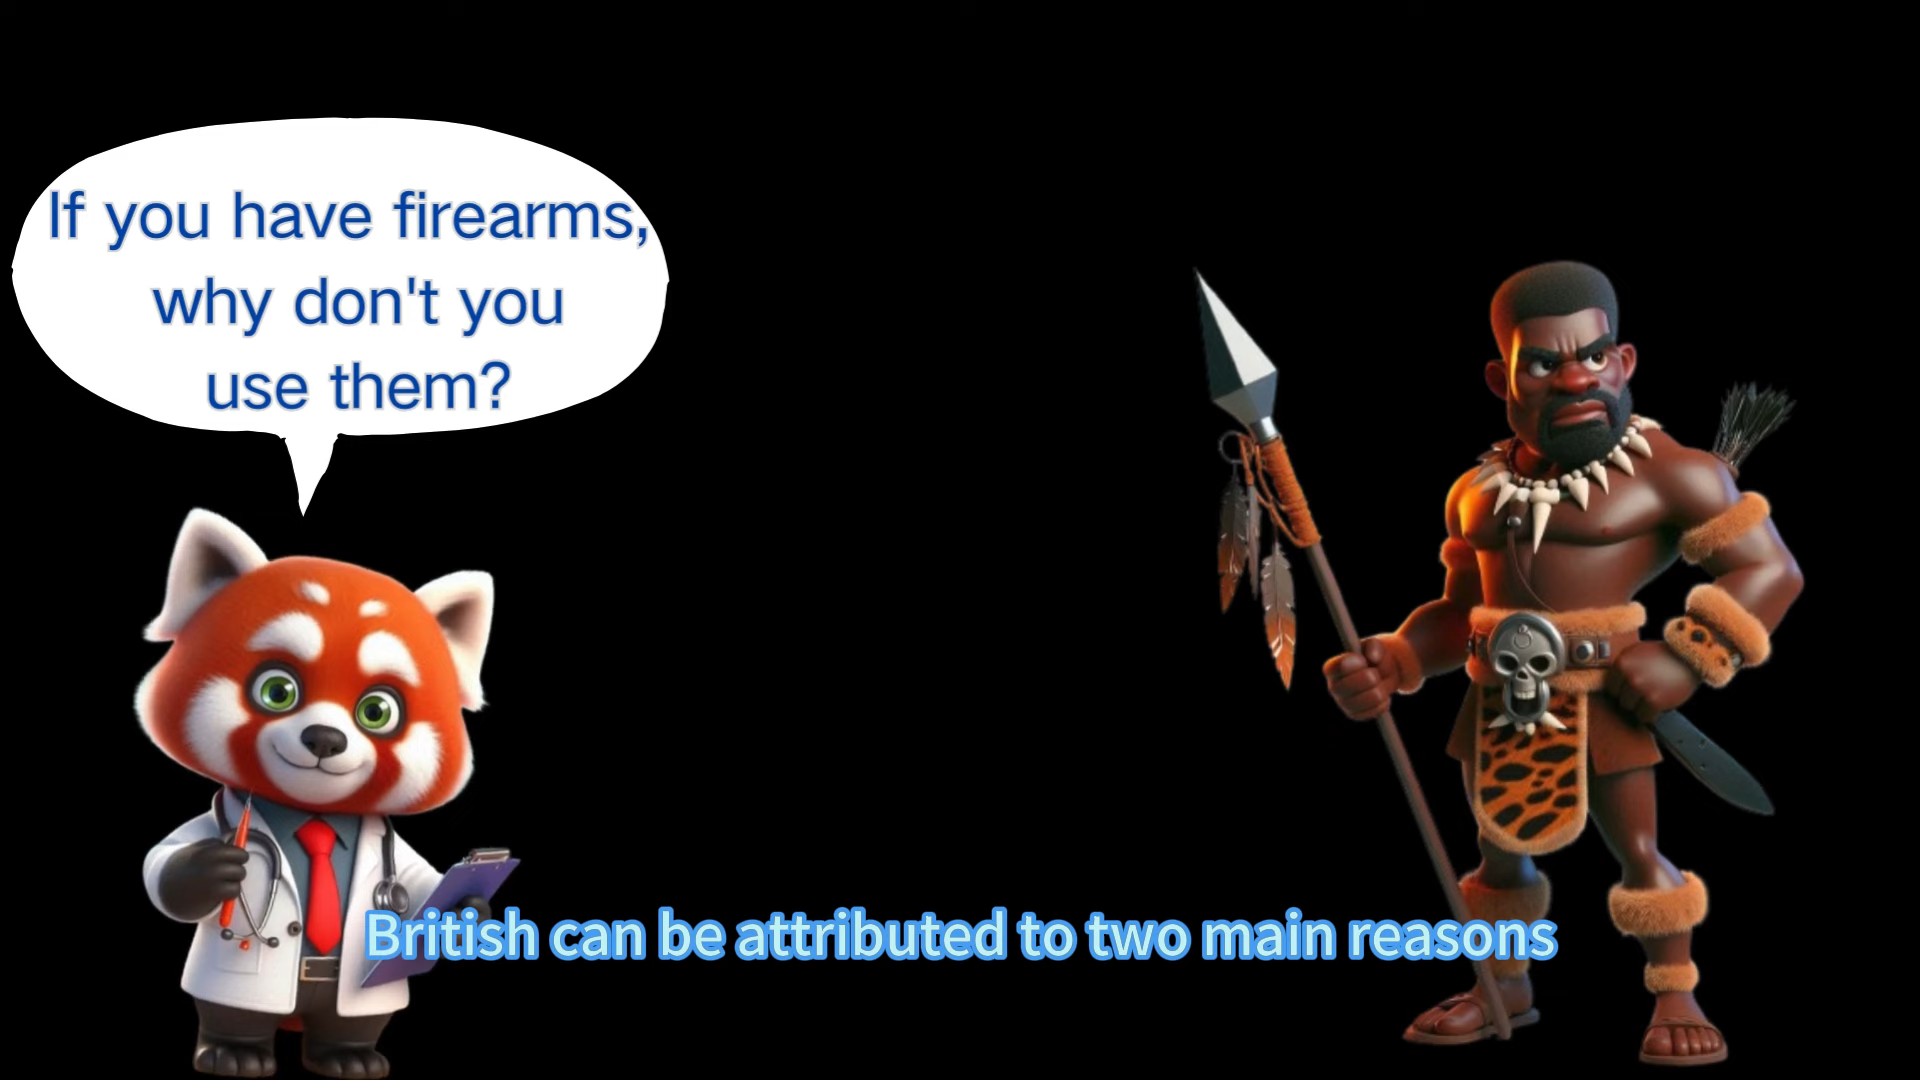 If you have firearms,
why don't you
use them?
British can be attributed to two main reasons